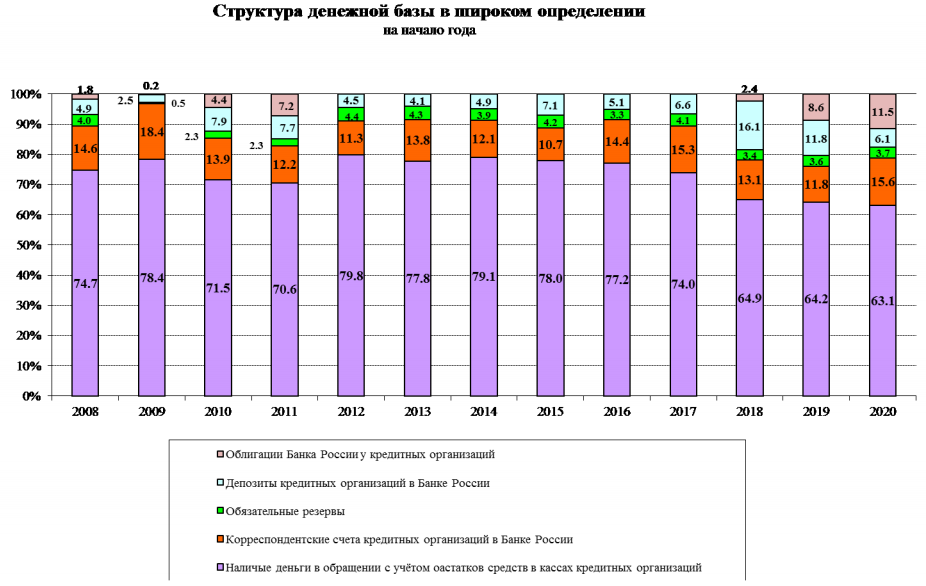 Структура денежной базы в широком определении
на начало года
1.8 0.2 2.4
100% 4.9 2.5 0.5 4.4 7.2 4.5 4.1 4.9 7.1 5.1 6.6 8.6 11.5
90% 4.0 18.4 7.9 7.7 4.4 4.3 3.9 4.2 3.3 4.1 16.1 11.8 6.1
80% 14.6 2.3 13.9 2.3 12.2 11.3 13.8 12.1 10.7 14.4 15.3 3.4 3.6 3.7
70% 13.1 11.8 15.6
60%
50%
40% 74.7 78.4 71.5 70.6 79.8 77.8 79.1 78.0 77.2 74.0 64.9 64.2 63.1
30%
20%
10%
0%
2008 2009 2010 2011 2012 2013 2014 2015 2016 2017 2018 2019 2020
Облигации Банка России у кредитных организаций
Депозиты кредитных организаций в Банке России
Обязательные резервы
Корреспондентские счета кредитных организаций в Банке России
Наличые деньги в обращении с учётом оастатков средств в кассах кредитных организаций